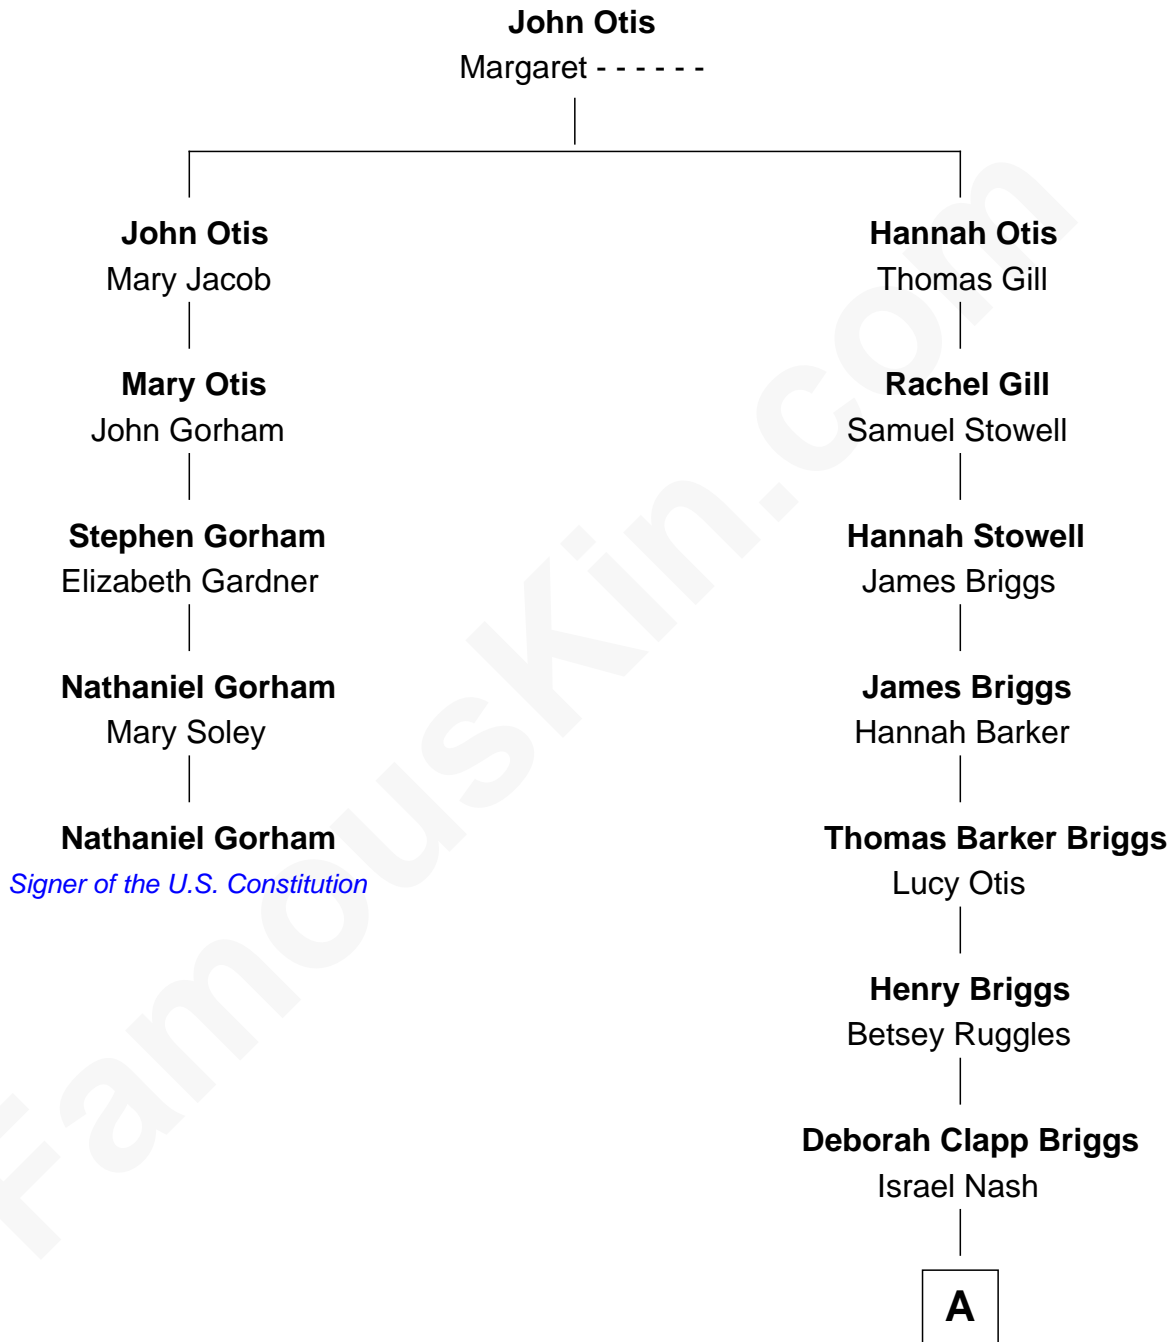 John Otis
Margaret - - - - - -
John Otis
Mary Jacob
Hannah Otis
Thomas Gill
Mary Otis
John Gorham
Rachel Gill
Samuel Stowell
Stephen Gorham
Elizabeth Gardner
Hannah Stowell
James Briggs
Nathaniel Gorham
Mary Soley
James Briggs
Hannah Barker
Nathaniel Gorham
Signer of the U.S. Constitution
Thomas Barker Briggs
Lucy Otis
Henry Briggs
Betsey Ruggles
Deborah Clapp Briggs
Israel Nash
A
FamousKin.com